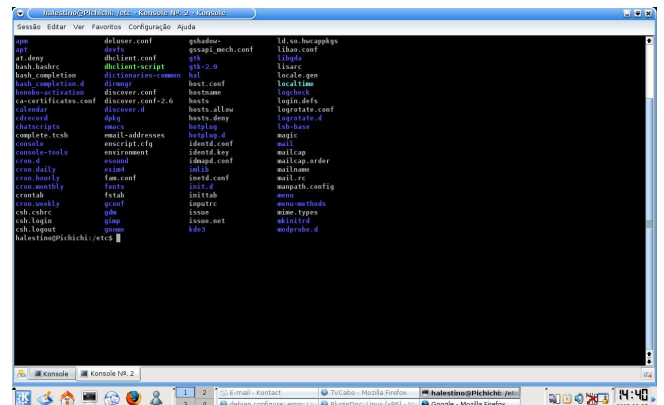 halestino@Pichichi: /etc - Konsole Nº. 2 - Konsole
Sessão Editar Ver Favoritos Configuração Ajuda
apm deluser.conf gshadow- ld.so.hwcappkgs
apt devfs gssapi_mech.conf libao.conf
at.deny dhclient.conf gtk libgda
bash.bashrc dhclient-script gtk-2.0 lisarc
bash_completion dictionaries-common hal locale.gen
bash_completion.d dirmngr host.conf localtime
bonobo-activation discover.conf hostname logcheck
ca-certificates.conf discover.conf-2.6 hosts login.defs
calendar discover.d hosts.allow logrotate.conf
cdrecord dpkg hosts.deny logrotate.d
chatscripts emacs hotplug lsb-base
complete.tcsh email-addresses hotplug.d magic
console enscript.cfg identd.conf mail
console-tools environment identd.key mailcap
cron.d esound idmapd.conf mailcap.order
cron.daily exim4 imlib mailname
cron.hourly fam.conf inetd.conf mail.rc
cron.monthly fonts init.d manpath.config
crontab fstab inittab menu
cron.weekly gconf inputrc menu-methods
csh.cshrc gdm issue mime.types
csh.login gimp issue.net mkinitrd
csh.logout gnome kde3 modprobe.d
halestino@Pichichi:/etc$
Konsole Konsole Nº. 2
1 2 E-mail - Kontact TVCabo - Mozilla Firefox halestino@Pichichi: /etc
3 4 debian configure: error: PluginDoc: Linux (x86) Google - Mozilla Firefox
14:48